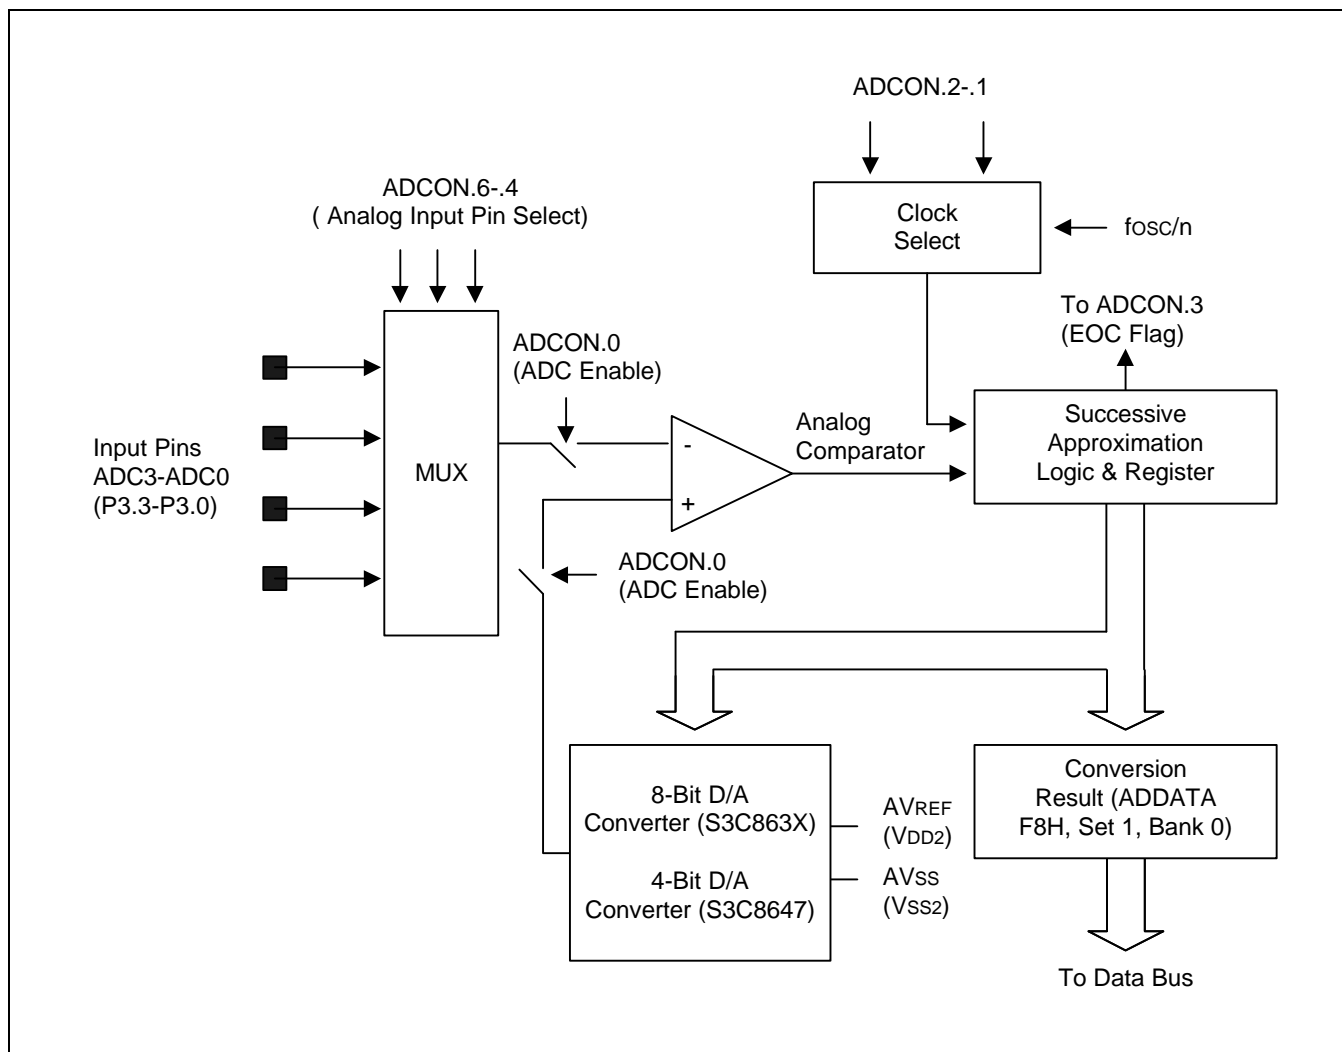 ADCON.2-.1
ADCON.6-.4
( Analog Input Pin Select)
Clock
Select
fOSC/n
To ADCON.3
(EOC Flag)
ADCON.0
(ADC Enable)
Input Pins
ADC3-ADC0
(P3.3-P3.0)
MUX
-
+
Analog
Comparator
Successive
Approximation
Logic & Register
ADCON.0
(ADC Enable)
8-Bit D/A
Converter (S3C863X)
4-Bit D/A
Converter (S3C8647)
AVREF
(VDD2)
AVSS
(VSS2)
Conversion
Result (ADDATA
F8H, Set 1, Bank 0)
To Data Bus